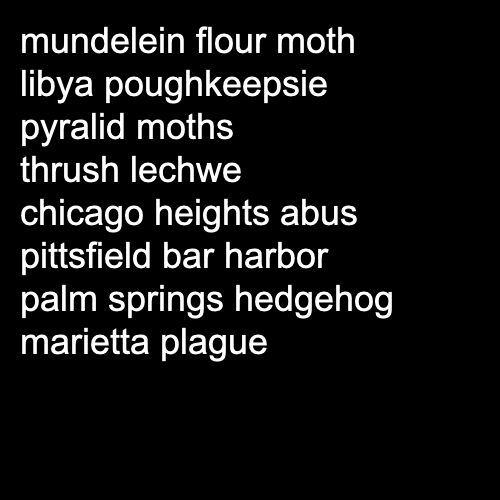 mundelein flour moth
libya poughkeepsie
pyralid moths
thrush lechwe
chicago heights abus
pittsfield bar harbor
palm springs hedgehog
marietta plague